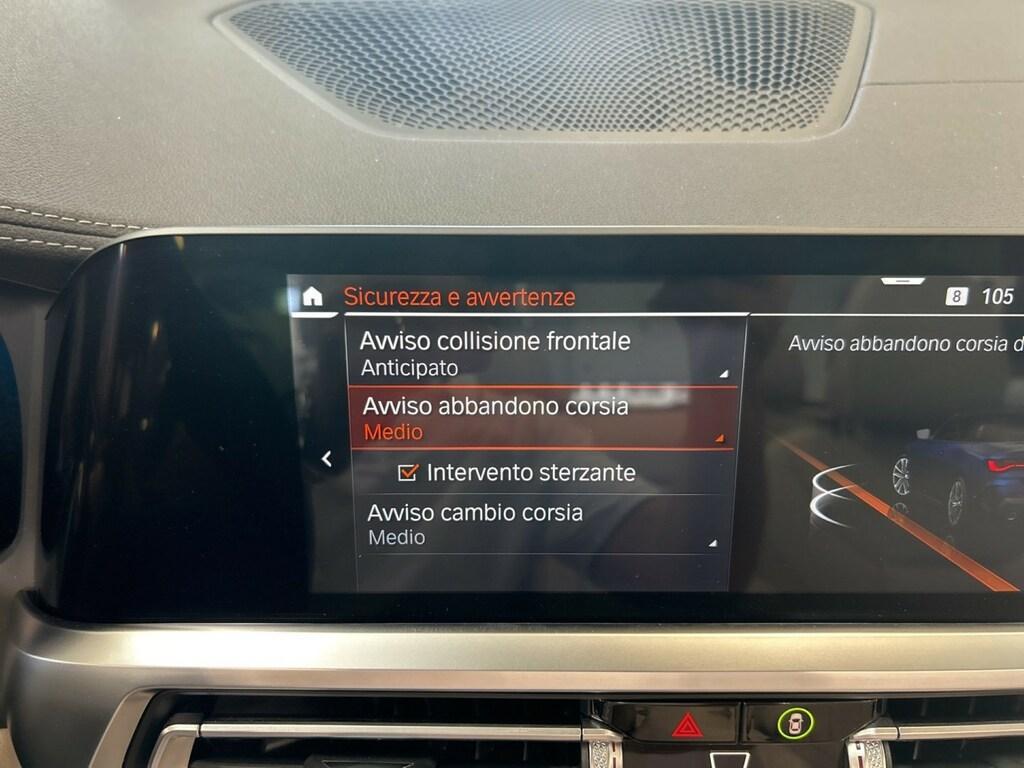 Sicurezza e avvertenze
8 105
Avviso collisione frontale
Anticipato
Avviso abbandono corsia d
Avviso abbandono corsia
Medio
Intervento sterzante
Avviso cambio corsia
Medio